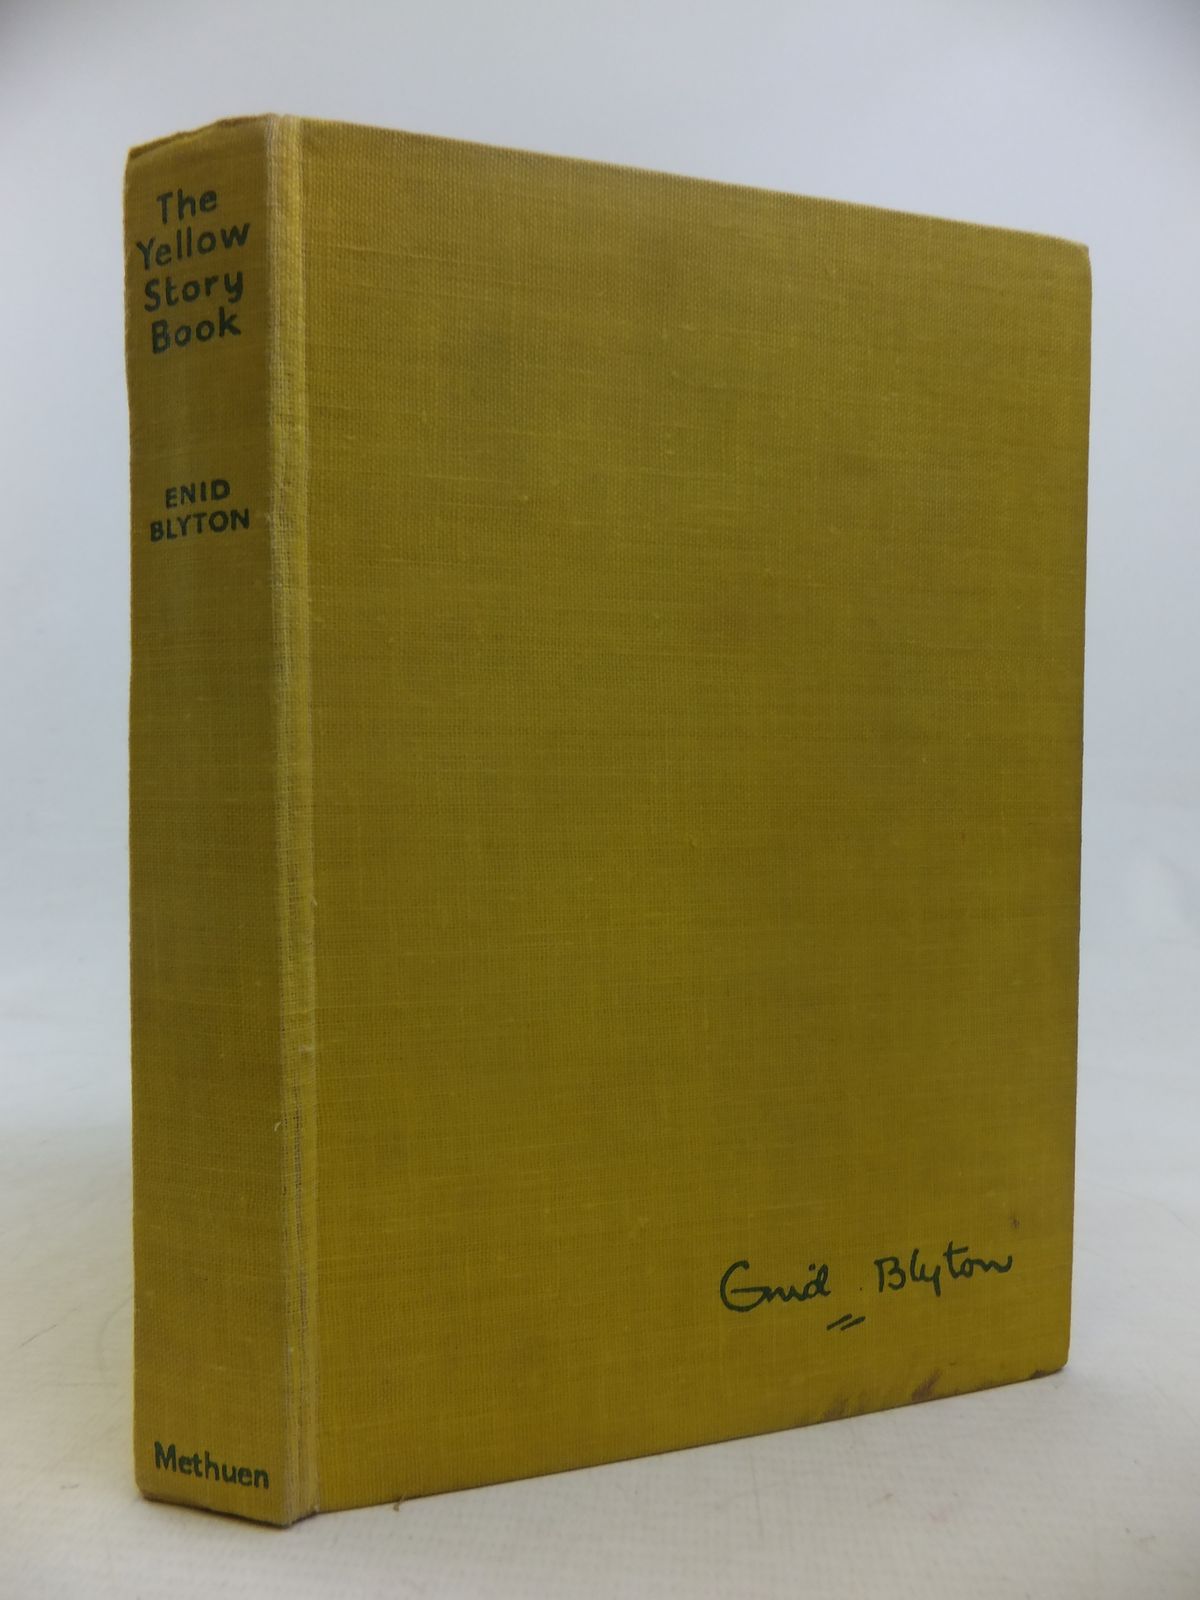 The
Yellow
Story
Book
ENID
BLYTON
Methuen
Enid Blyton